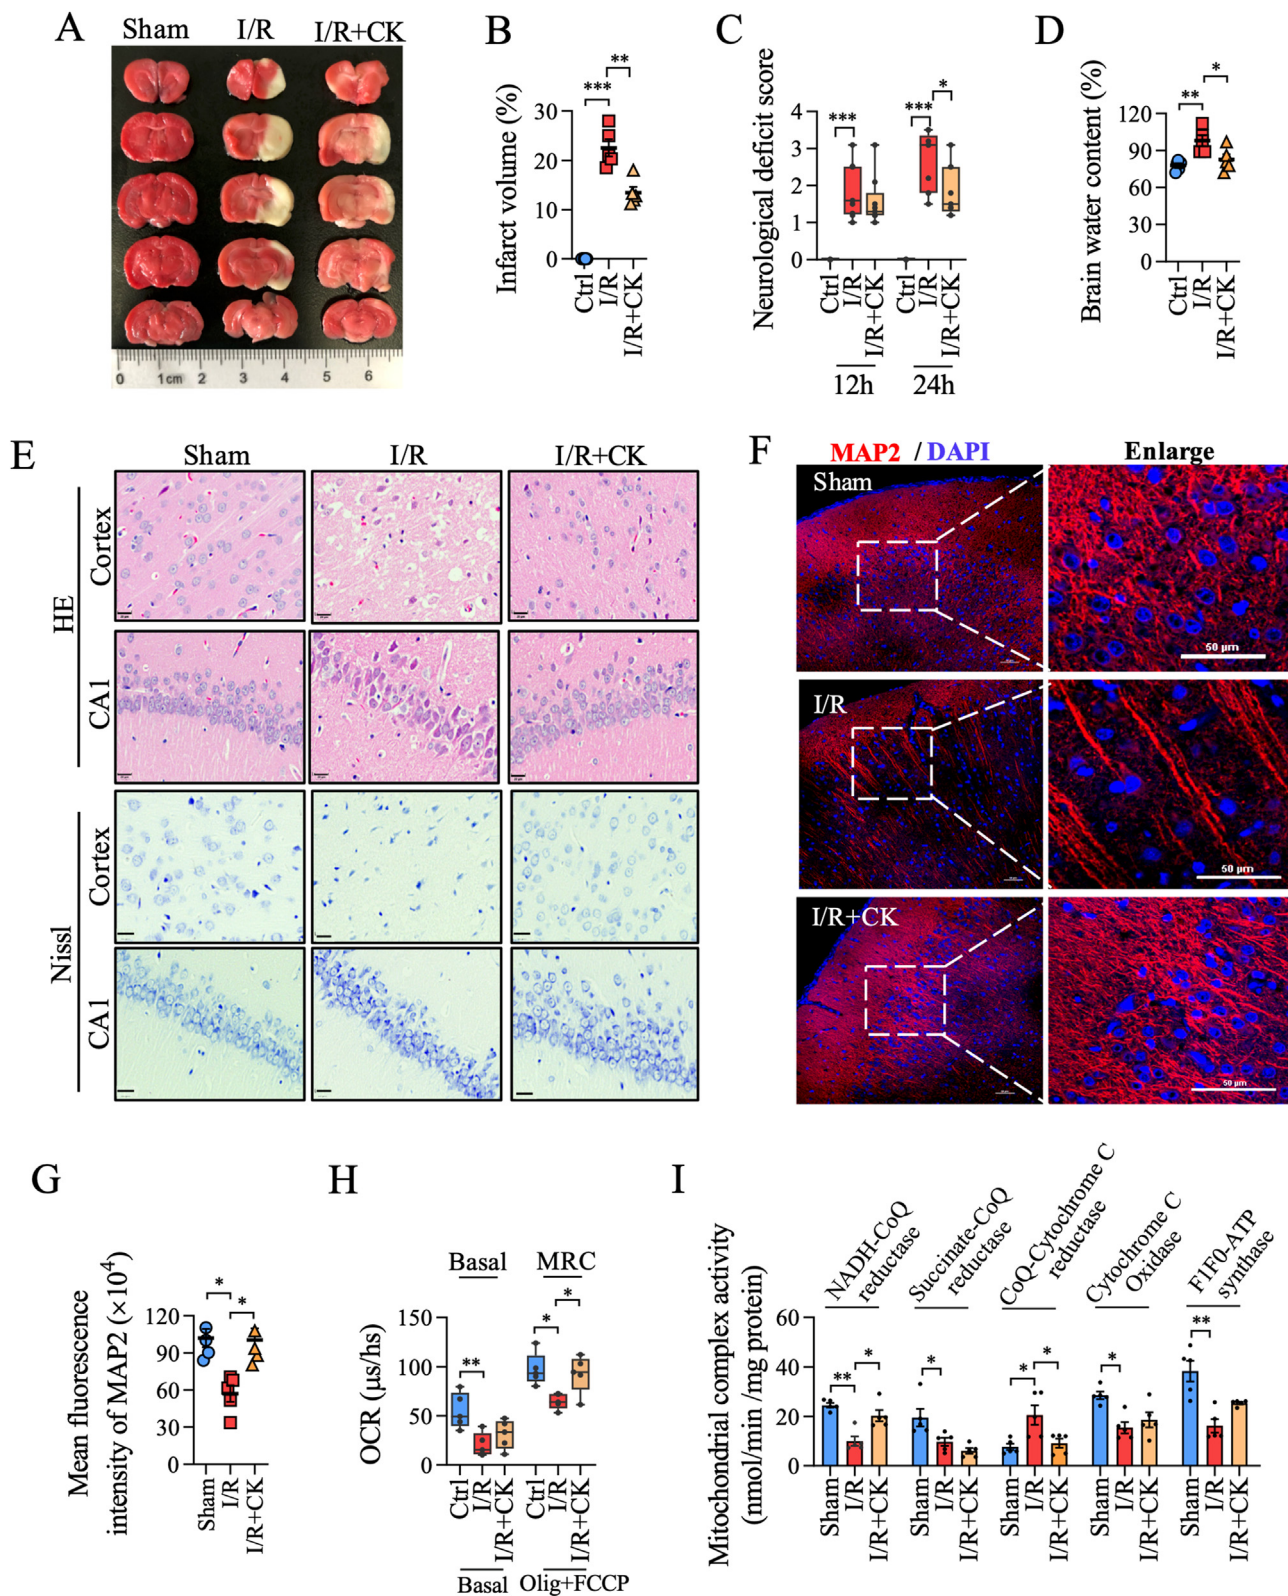 A
Sham
I/R
I/R+CK
0 1cm 2 3 4 5 6
B
Infarct volume (%)
30
20
10
0
***
**
Ctrl
I/R
I/R+CK
C
Neurological deficit score
4
3
2
1
0
***
***
*
Ctrl
I/R
I/R+CK
Ctrl
I/R
I/R+CK
12h
24h
D
Brain water content (%)
120
90
60
30
0
**
*
Ctrl
I/R
I/R+CK
E
Sham
I/R
I/R+CK
HE
Cortex
CA1
Nissl
Cortex
CA1
F
MAP2 / DAPI
Enlarge
Sham
50 μm
I/R
50 μm
I/R+CK
50 μm
G
Mean fluorescence
intensity of MAP2 (×10⁴)
120
90
60
30
0
*
*
Sham
I/R
I/R+CK
H
OCR (μs/hs)
150
100
50
0
Basal
MRC
**
*
*
Ctrl
I/R
I/R+CK
Ctrl
I/R
I/R+CK
Basal
Olig+FCCP
I
Mitochondrial complex activity
(nmol/min /mg protein)
60
40
20
0
NADH-CoQ
reductase
Succinate-CoQ
reductase
CoQ-Cytochrome C
reductase
Cytochrome C
Oxidase
F1F0-ATP
synthase
**
*
*
*
*
*
**
Sham
I/R
I/R+CK
Sham
I/R
I/R+CK
Sham
I/R
I/R+CK
Sham
I/R
I/R+CK
Sham
I/R
I/R+CK